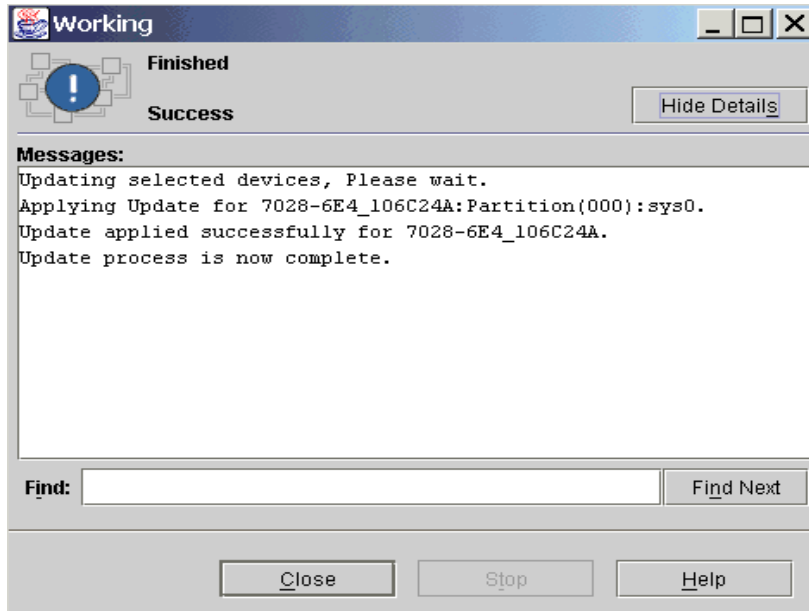 Working
Finished
Success
Hide Details
Messages:
Updating selected devices, Please wait.
Applying Update for 7028-6E4_106C24A:Partition(000):sys0.
Update applied successfully for 7028-6E4_106C24A.
Update process is now complete.
Find:
Find Next
Close
Stop
Help